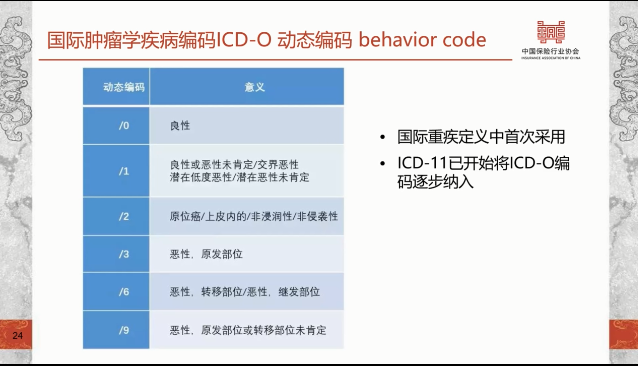 国际肿瘤学疾病编码ICD-O 动态编码 behavior code
中国保险行业协会
INSURANCE ASSOCIATION OF CHINA
动态编码 意义
/0 良性
/1 良性或恶性未肯定/交界恶性
潜在低度恶性/潜在恶性未肯定
/2 原位癌/上皮内的/非浸润性/非侵袭性
/3 恶性，原发部位
/6 恶性，转移部位/恶性，继发部位
/9 恶性，原发部位或转移部位未肯定
• 国际重疾定义中首次采用
• ICD-11已开始将ICD-O编
码逐步纳入
24